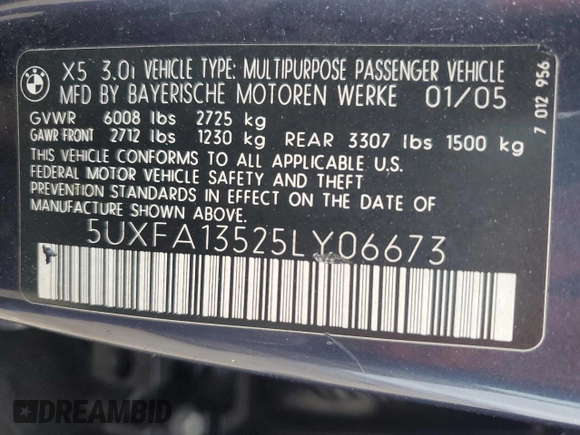 BMW
X5 3.0i VEHICLE TYPE: MULTIPURPOSE PASSENGER VEHICLE
MFD BY BAYERISCHE MOTOREN WERKE 01/05
GVWR 6008 lbs 2725 kg
GAWR FRONT 2712 lbs 1230 kg REAR 3307 lbs 1500 kg
THIS VEHICLE CONFORMS TO ALL APPLICABLE U.S.
FEDERAL MOTOR VEHICLE SAFETY AND THEFT
PREVENTION STANDARDS IN EFFECT ON THE DATE OF
MANUFACTURE SHOWN ABOVE.
5UXFA13525LY06673
7 012 956
DREAMBID